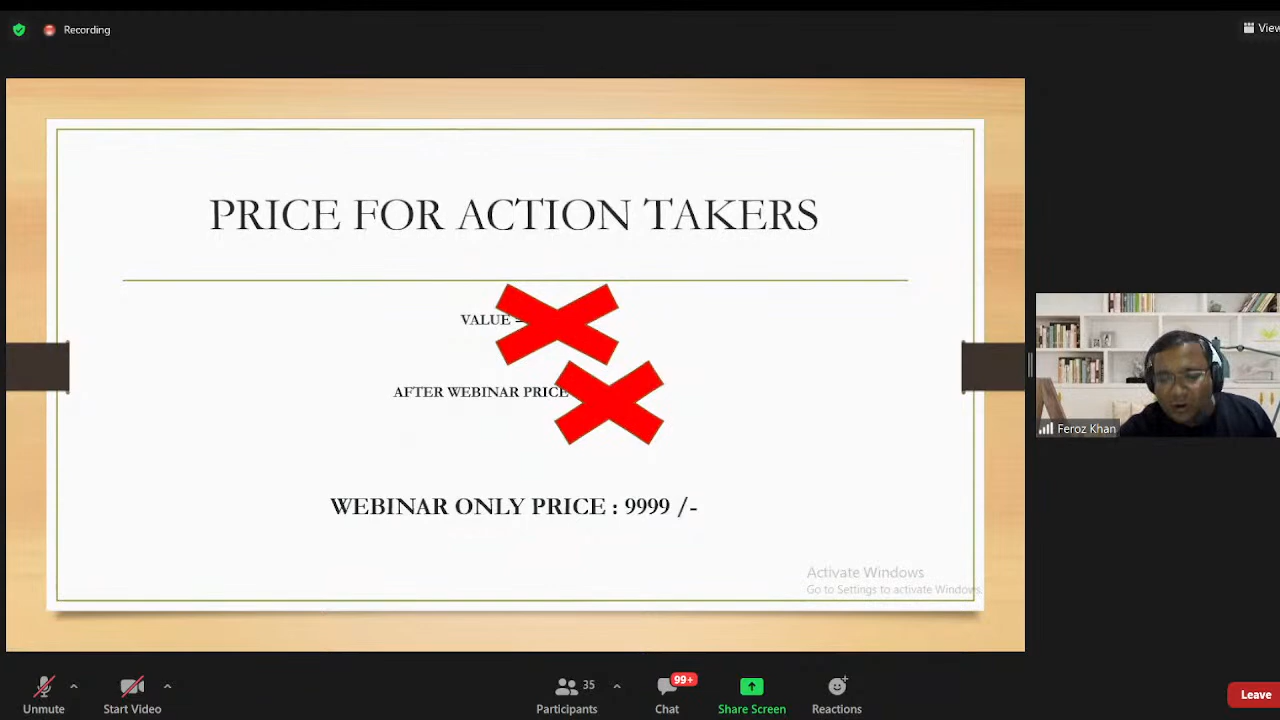 Recording
View
PRICE FOR ACTION TAKERS
VALUE =
AFTER WEBINAR PRICE
WEBINAR ONLY PRICE : 9999 /-
Activate Windows
Go to Settings to activate Windows.
Feroz Khan
Unmute
Start Video
35
Participants
99+
Chat
Share Screen
Reactions
Leave